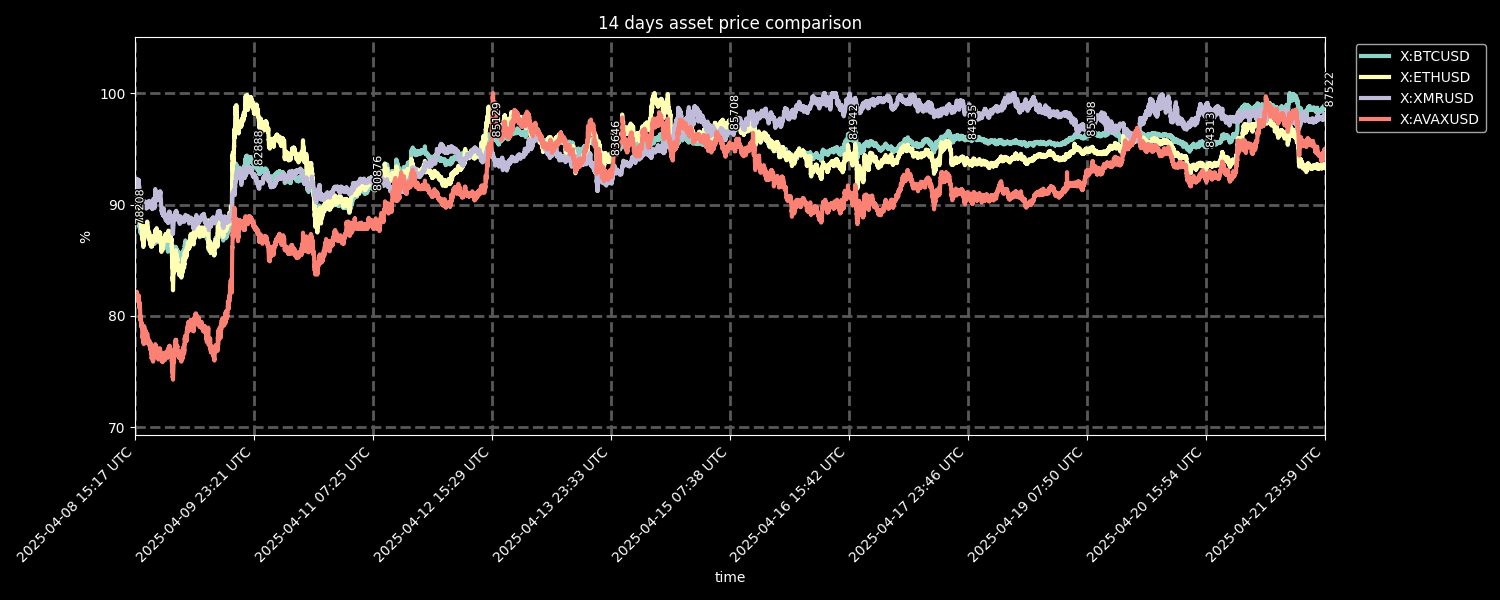 14 days asset price comparison
X:BTCUSD
X:ETHUSD
X:XMRUSD
X:AVAXUSD
100
90
80
70
%
78208
82888
80876
85129
83646
85708
84942
84935
85198
84313
87522
2025-04-08 15:17 UTC
2025-04-09 23:21 UTC
2025-04-11 07:25 UTC
2025-04-12 15:29 UTC
2025-04-13 23:33 UTC
2025-04-15 07:38 UTC
2025-04-16 15:42 UTC
2025-04-17 23:46 UTC
2025-04-19 07:50 UTC
2025-04-20 15:54 UTC
2025-04-21 23:59 UTC
time